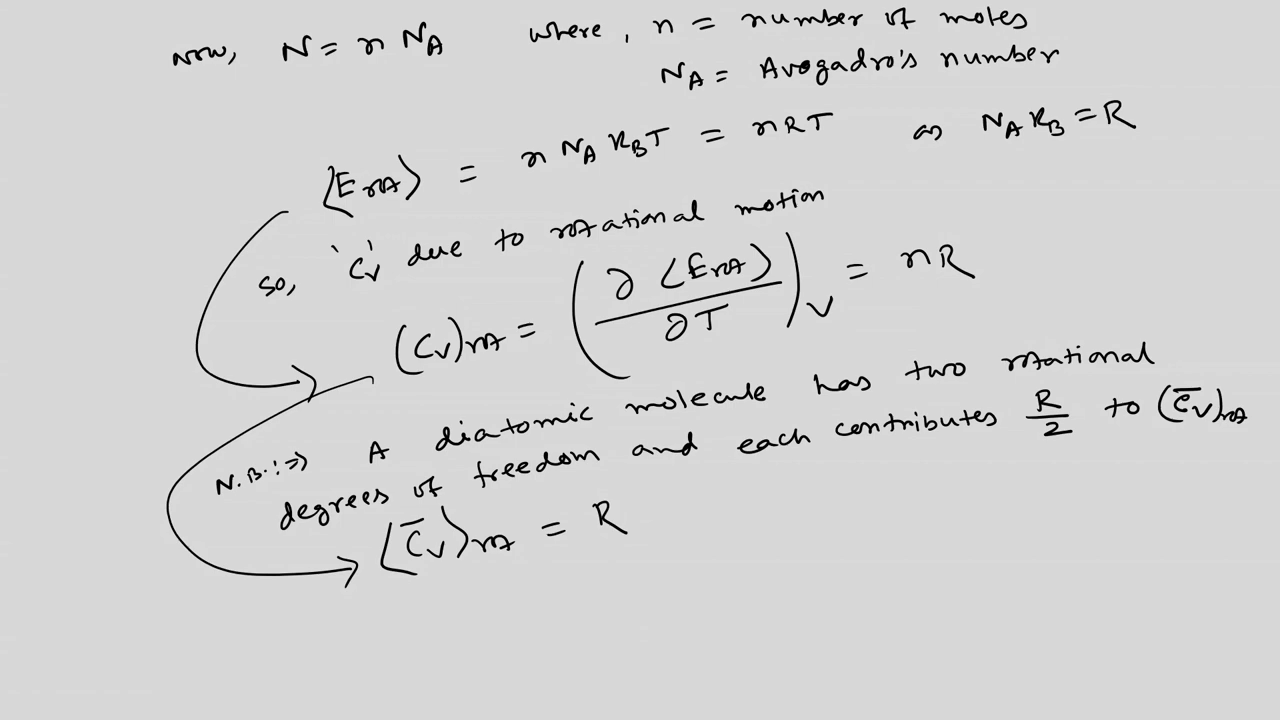 now, N = n N_A where, n = number of moles
N_A = Avogadro's number
⟨E_rot⟩ = n N_A K_B T = nRT as N_A K_B = R
so, 'C_V' due to rotational motion
(C_V)_rot = (∂⟨E_rot⟩/∂T)_V = nR
N.B.:⇒ A diatomic molecule has two rotational
degrees of freedom and each contributes R/2 to (C̅_V)_rot
⟨C̅_V⟩_rot = R